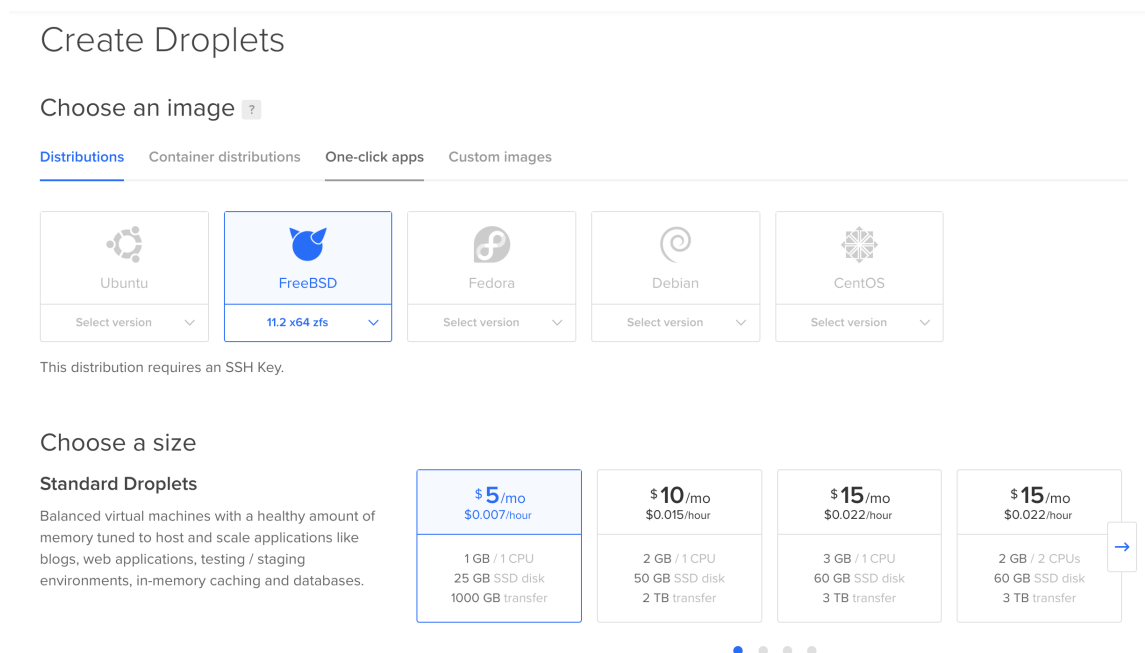 Create Droplets
Choose an image ?
Distributions Container distributions One-click apps Custom images
Ubuntu FreeBSD Fedora Debian CentOS
Select version 11.2 x64 zfs Select version Select version Select version
This distribution requires an SSH Key.
Choose a size
Standard Droplets
Balanced virtual machines with a healthy amount of
memory tuned to host and scale applications like
blogs, web applications, testing / staging
environments, in-memory caching and databases.
$5/mo
$0.007/hour
1 GB / 1 CPU
25 GB SSD disk
1000 GB transfer
$10/mo
$0.015/hour
2 GB / 1 CPU
50 GB SSD disk
2 TB transfer
$15/mo
$0.022/hour
3 GB / 1 CPU
60 GB SSD disk
3 TB transfer
$15/mo
$0.022/hour
2 GB / 2 CPUs
60 GB SSD disk
3 TB transfer